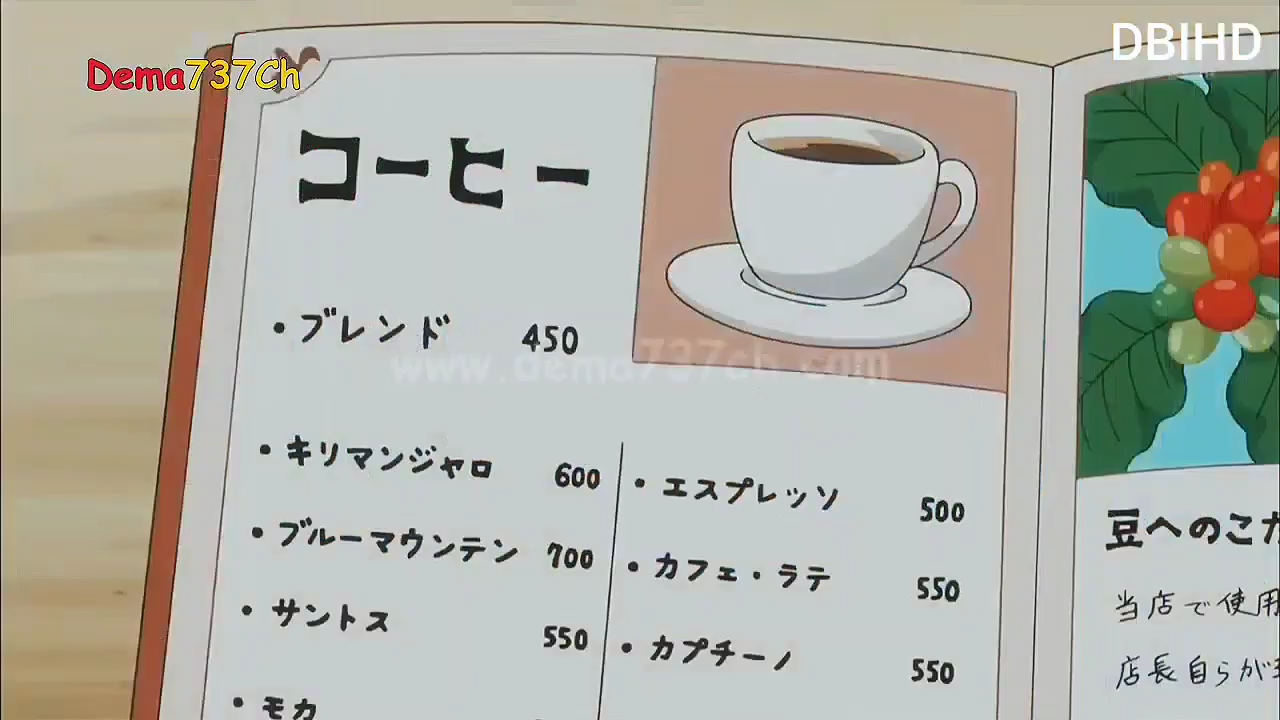 DBIHD
Dema737Ch
コーヒー
・ブレンド 450
www.dema737ch.com
・キリマンジャロ 600
・ブルーマウンテン 700
・サントス 550
・モカ
・エスプレッソ 500
・カフェ・ラテ 550
・カプチーノ 550
豆へのこだ
当店で使用
店長自らが